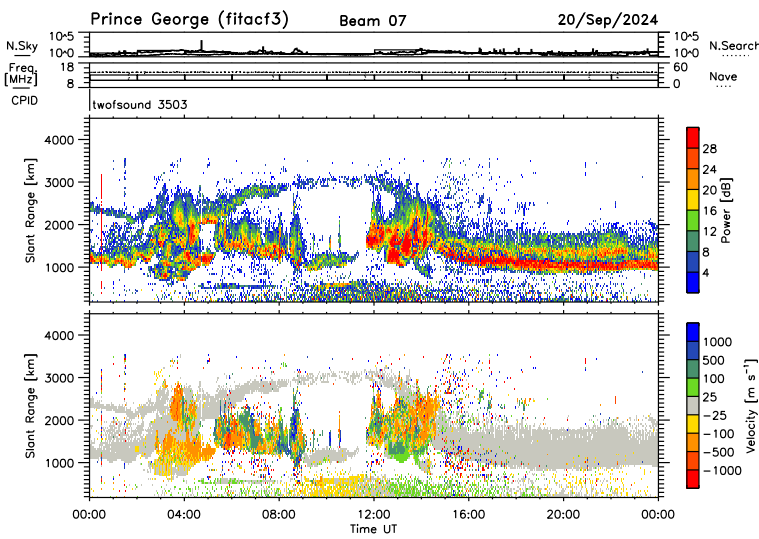 Prince George (fitacf3) Beam 07 20/Sep/2024
N.Sky 10^5 10^0 10^5 10^0 N.Search
Freq [MHz] 18 8 60 0 Nave
CPID twofsound 3503
Slant Range [km] 4000 3000 2000 1000
Power [dB] 28 24 20 16 12 8 4
Slant Range [km] 4000 3000 2000 1000
Velocity [m s⁻¹] 1000 500 100 25 −25 −100 −500 −1000
00:00 04:00 08:00 12:00 16:00 20:00 00:00
Time UT